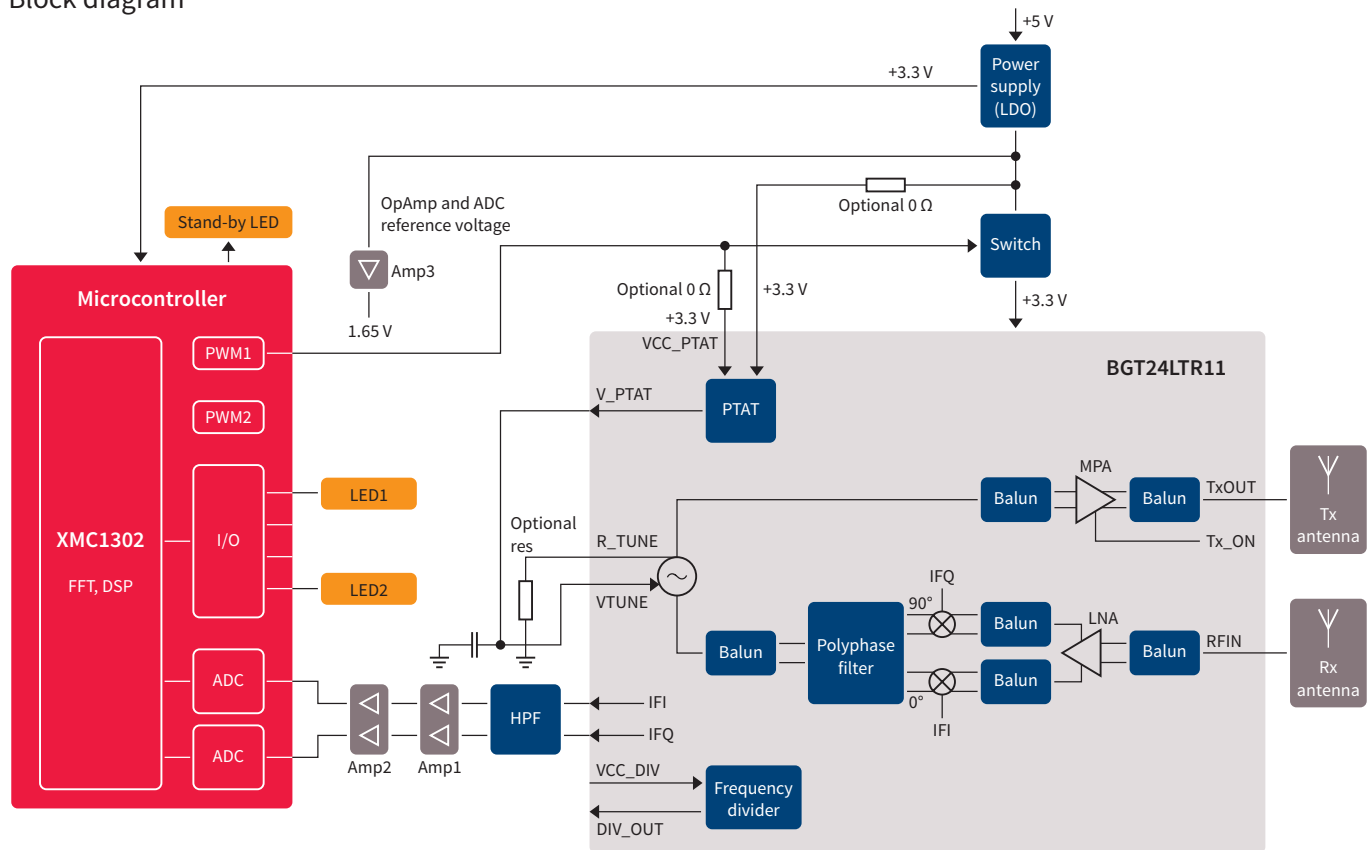 Block diagram
+5 V
Power
supply
(LDO)
+3.3 V
Optional 0 Ω
OpAmp and ADC
reference voltage
Stand-by LED
Switch
Amp3
Optional 0 Ω
+3.3 V
+3.3 V
+3.3 V
1.65 V
VCC_PTAT
Microcontroller
PWM1
BGT24LTR11
V_PTAT
PTAT
PWM2
MPA
LED1
Balun
Balun
TxOUT
Tx
antenna
Optional
res
R_TUNE
Tx_ON
XMC1302
FFT, DSP
I/O
LED2
VTUNE
IFQ
90°
Balun
LNA
Balun
Polyphase
filter
Balun
RFIN
Rx
antenna
ADC
0°
Balun
IFI
HPF
IFI
IFQ
ADC
Amp2
Amp1
VCC_DIV
Frequency
divider
DIV_OUT